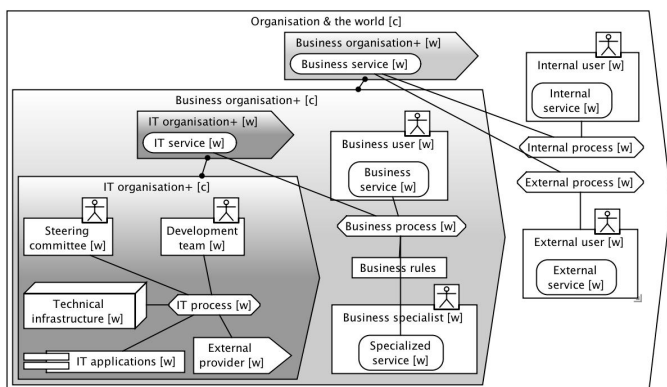 Organisation & the world [c]
Business organisation+ [w]
Business service [w]
Internal user [w]
Internal
service [w]
Internal process [w]
External process [w]
External user [w]
External
service [w]
Business organisation+ [c]
IT organisation+ [w]
IT service [w]
Business user [w]
Business
service [w]
Business process [w]
Business rules
Business specialist [w]
Specialized
service [w]
IT organisation+ [c]
Steering
committee [w]
Development
team [w]
Technical
infrastructure [w]
IT process [w]
IT applications [w]
External
provider [w]